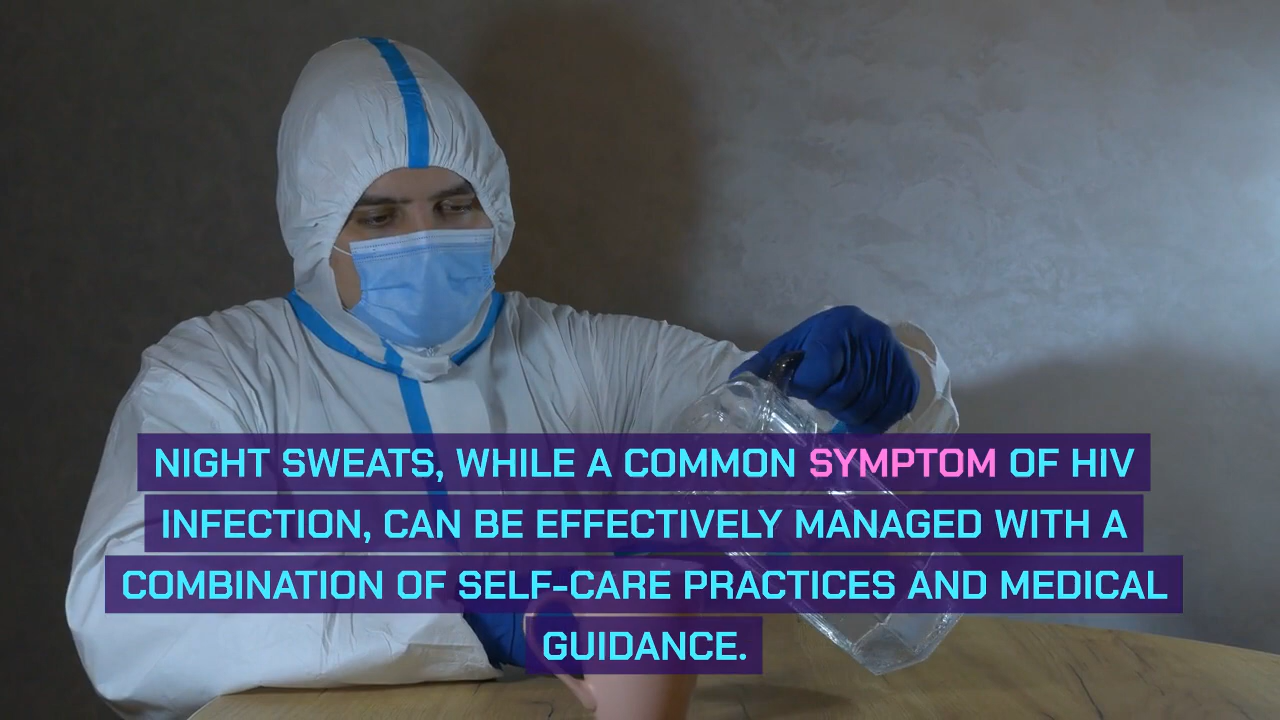 NIGHT SWEATS, WHILE A COMMON SYMPTOM OF HIV
INFECTION, CAN BE EFFECTIVELY MANAGED WITH A
COMBINATION OF SELF-CARE PRACTICES AND MEDICAL
GUIDANCE.